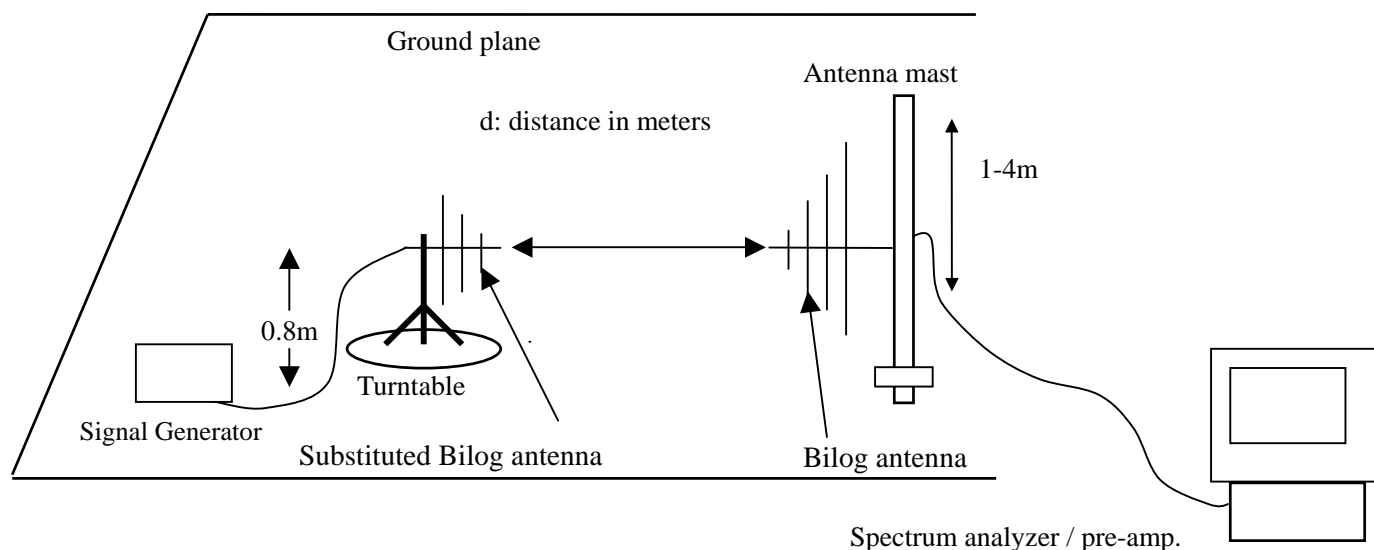 Ground plane
Antenna mast
d: distance in meters
1-4m
0.8m
Turntable
Signal Generator
Substituted Bilog antenna
Bilog antenna
Spectrum analyzer / pre-amp.